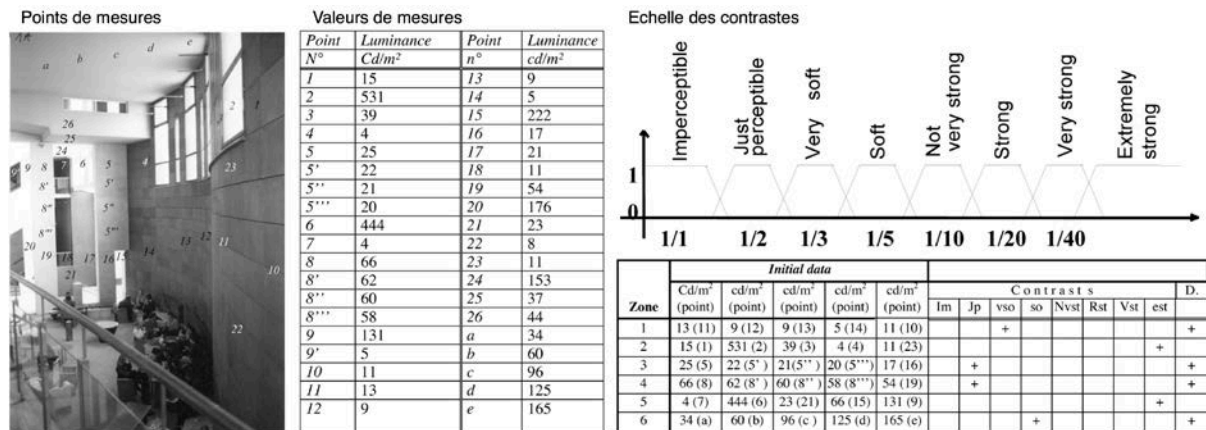 Points de mesures
Valeurs de mesures
Echelle des contrastes
a b c d e
1
2
3
26
25
24
4
23
9 8 7 6 5
9'
8' 5'
8'' 5''
8''' 5'''
20
19 18 17 16 15 14 13 12 11
21
10
22
Point Luminance Point Luminance
N° Cd/m² n° cd/m²
1 15 13 9
2 531 14 5
3 39 15 222
4 4 16 17
5 25 17 21
5' 22 18 11
5'' 21 19 54
5''' 20 20 176
6 444 21 23
7 4 22 8
8 66 23 11
8' 62 24 153
8'' 60 25 37
8''' 58 26 44
9 131 a 34
9' 5 b 60
10 11 c 96
11 13 d 125
12 9 e 165
Imperceptible
Just perceptible
Very soft
Soft
Not very strong
Strong
Very strong
Extremely strong
1
0
1/1 1/2 1/3 1/5 1/10 1/20 1/40
Initial data
Zone Cd/m² (point) cd/m² (point) cd/m² (point) cd/m² (point) cd/m² (point) Contrasts D.
Im Jp vso so Nvst Rst Vst est
1 13 (11) 9 (12) 9 (13) 5 (14) 11 (10) + +
2 15 (1) 531 (2) 39 (3) 4 (4) 11 (23) +
3 25 (5) 22 (5') 21(5'') 20 (5''') 17 (16) + +
4 66 (8) 62 (8') 60 (8'') 58 (8''') 54 (19) + +
5 4 (7) 444 (6) 23 (21) 66 (15) 131 (9) +
6 34 (a) 60 (b) 96 (c) 125 (d) 165 (e) + +